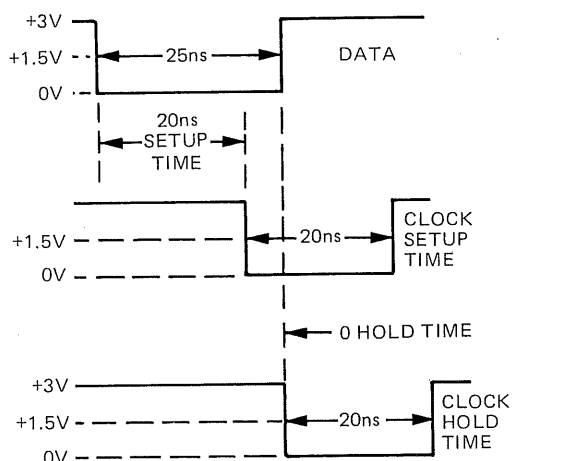 +3V
+1.5V
0V
25ns
DATA
20ns
SETUP
TIME
+1.5V
0V
20ns
CLOCK
SETUP
TIME
0 HOLD TIME
+3V
+1.5V
0V
20ns
CLOCK
HOLD
TIME